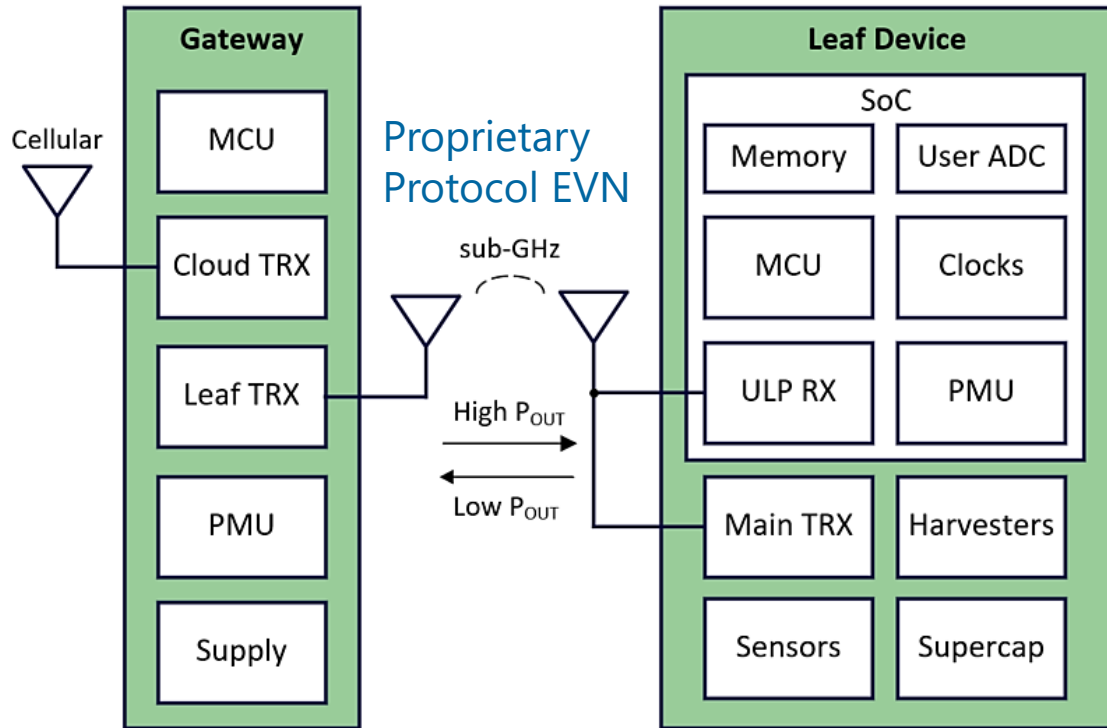 Gateway
MCU
Cellular
Cloud TRX
Leaf TRX
PMU
Supply
Proprietary
Protocol EVN
sub-GHz
High POUT
Low POUT
Leaf Device
SoC
Memory
User ADC
MCU
Clocks
ULP RX
PMU
Main TRX
Harvesters
Sensors
Supercap